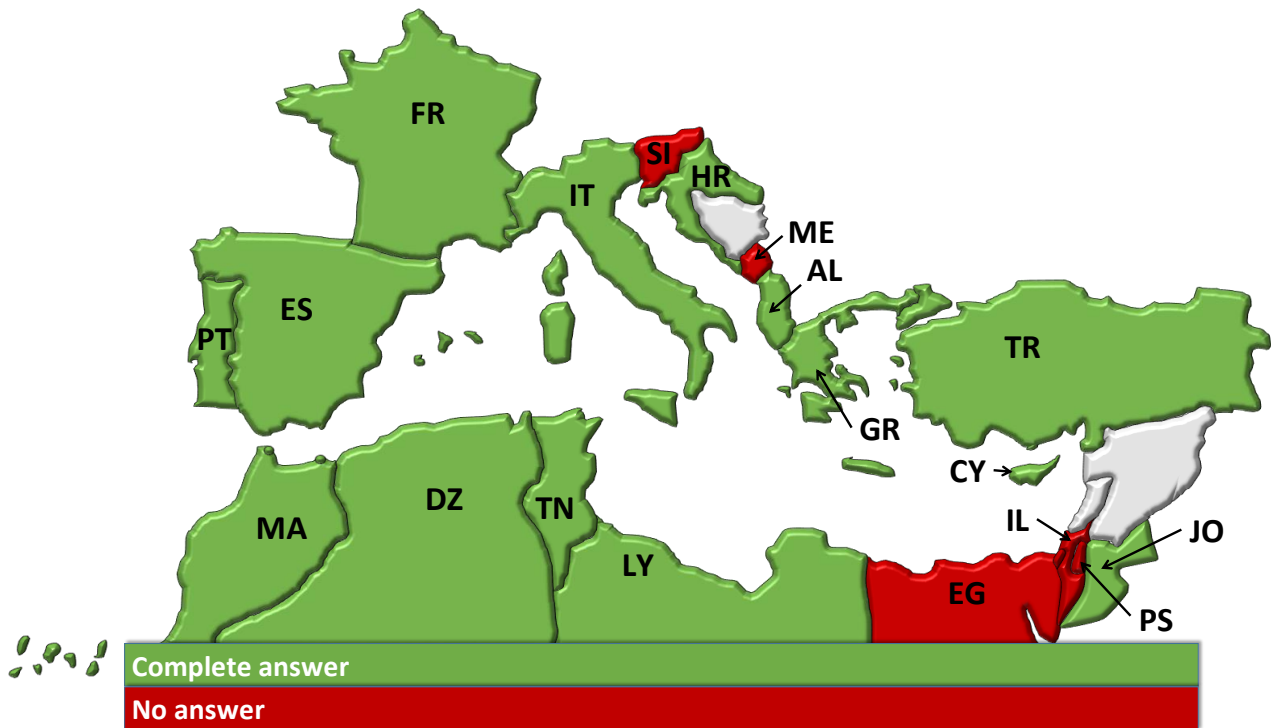 FR
SI
HR
IT
ME
AL
ES
PT
TR
GR
CY
DZ
TN
MA
IL
JO
LY
EG
PS
Complete answer
No answer